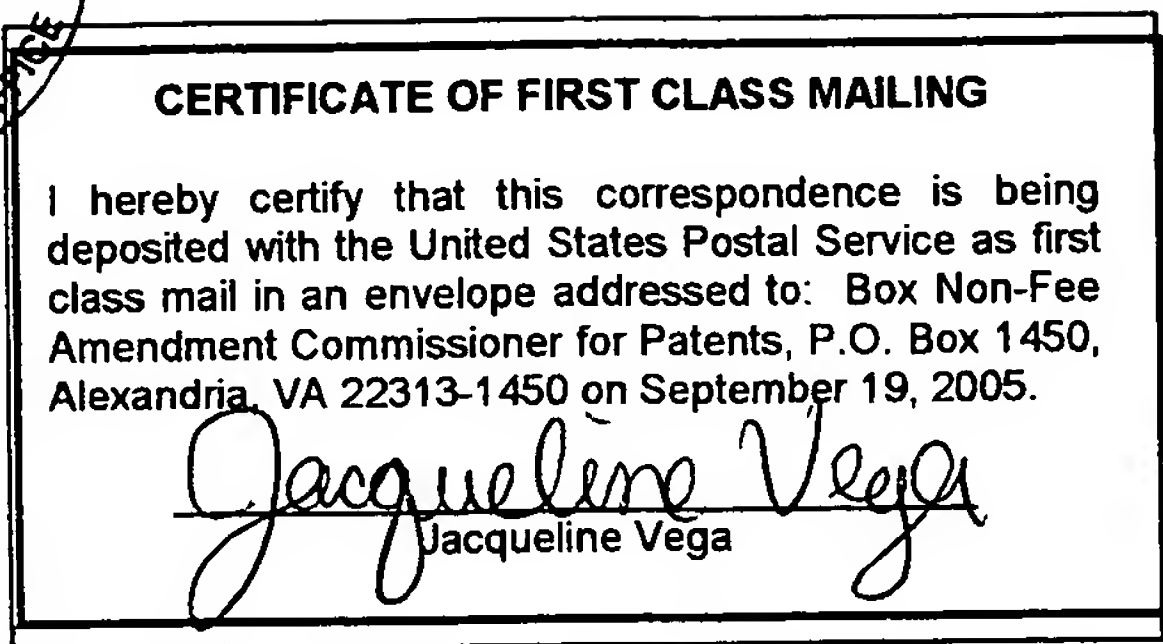 CERTIFICATE OF FIRST CLASS MAILING
I hereby certify that this correspondence is being
deposited with the United States Postal Service as first
class mail in an envelope addressed to: Box Non-Fee
Amendment Commissioner for Patents, P.O. Box 1450,
Alexandria, VA 22313-1450 on September 19, 2005.
Jacqueline Vega
Jacqueline Vega